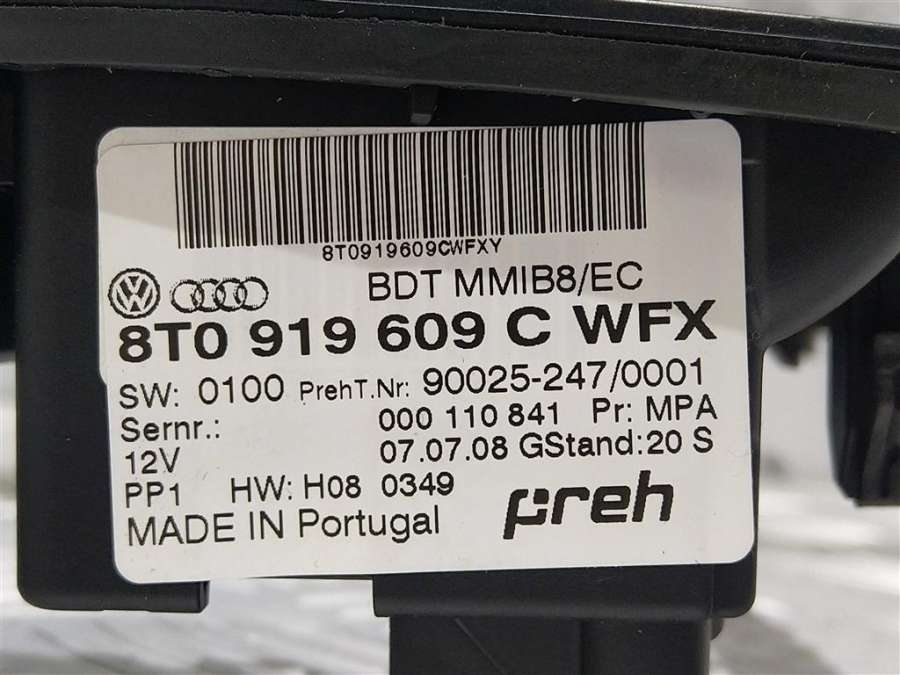 8T0919609CWFXY
BDT MMIB8/EC
8T0 919 609 C WFX
SW: 0100 PrehT.Nr: 90025-247/0001
Sernr.: 000 110 841 Pr: MPA
12V 07.07.08 GStand:20 S
PP1 HW: H08 0349
MADE IN Portugal preh